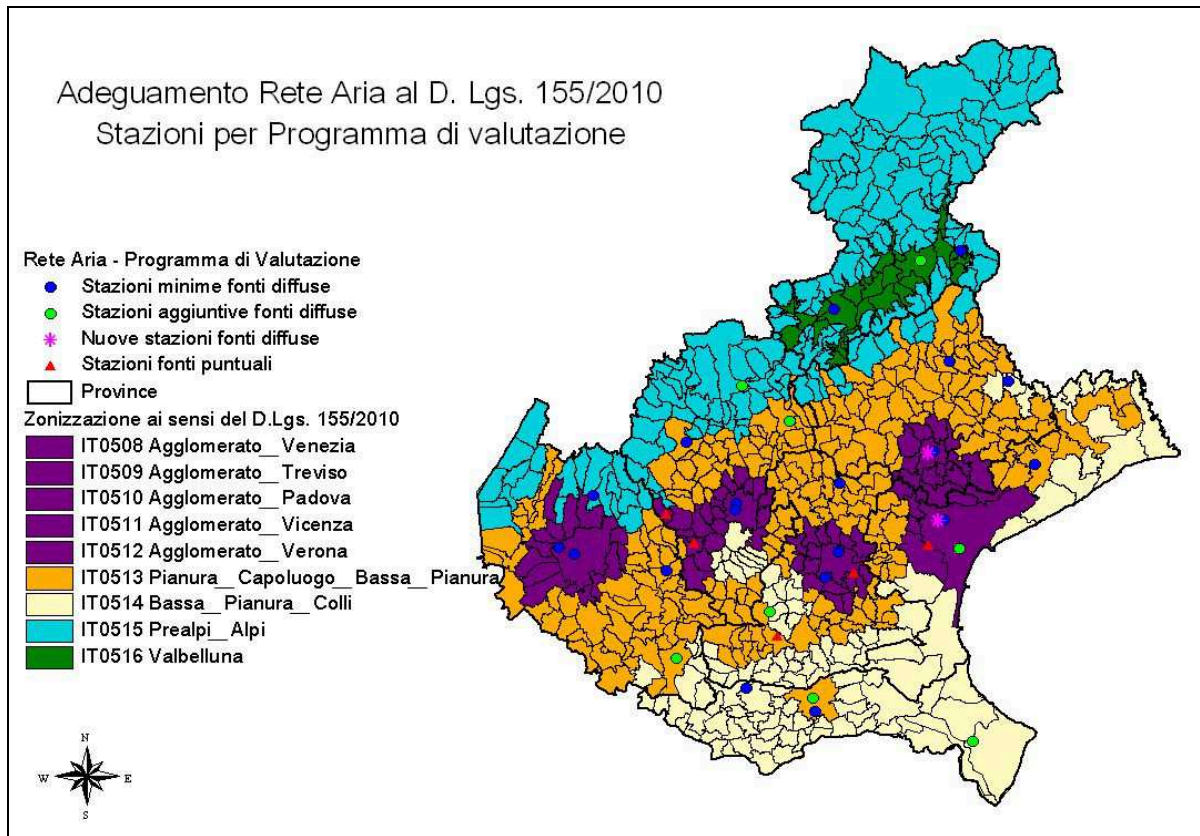 Adeguamento Rete Aria al D. Lgs. 155/2010
Stazioni per Programma di valutazione
Rete Aria - Programma di Valutazione
Stazioni minime fonti diffuse
Stazioni aggiuntive fonti diffuse
Nuove stazioni fonti diffuse
Stazioni fonti puntuali
Province
Zonizzazione ai sensi del D.Lgs. 155/2010
IT0508 Agglomerato__Venezia
IT0509 Agglomerato__Treviso
IT0510 Agglomerato__Padova
IT0511 Agglomerato__Vicenza
IT0512 Agglomerato__Verona
IT0513 Pianura__Capoluogo__Bassa__Pianura
IT0514 Bassa__Pianura__Colli
IT0515 Prealpi__Alpi
IT0516 Valbelluna
N
W E
S